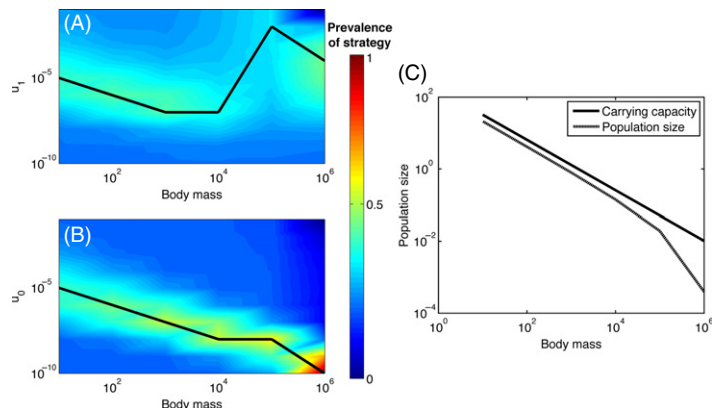 (A)
Prevalence
of strategy
u1
10^-5
10^-10
10^2
10^4
10^6
Body mass
1
0.5
0
(B)
u0
10^-5
10^-10
10^2
10^4
10^6
Body mass
(C)
Carrying capacity
Population size
Population size
10^2
10^0
10^-2
10^-4
10^0
10^2
10^4
10^6
Body mass